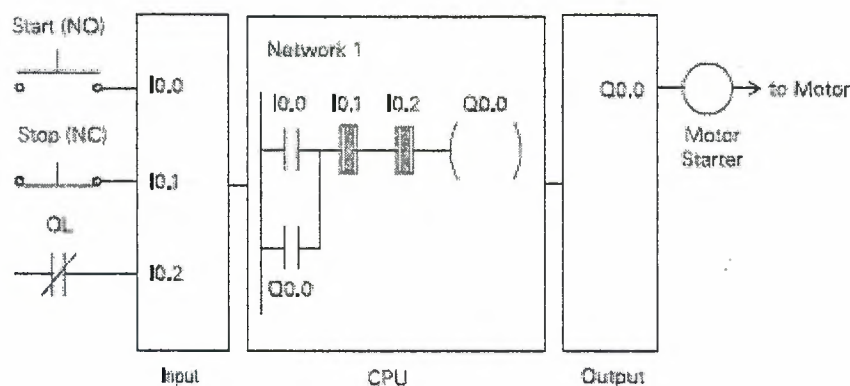 Start (NO)
I0.0
Stop (NC)
I0.1
OL
I0.2
Input
Network 1
I0.0 I0.1 I0.2 Q0.0
Q0.0
CPU
Q0.0
Output
to Motor
Motor
Starter